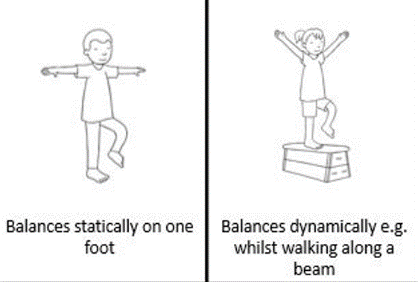 Balances statically on one
foot
Balances dynamically e.g.
whilst walking along a
beam